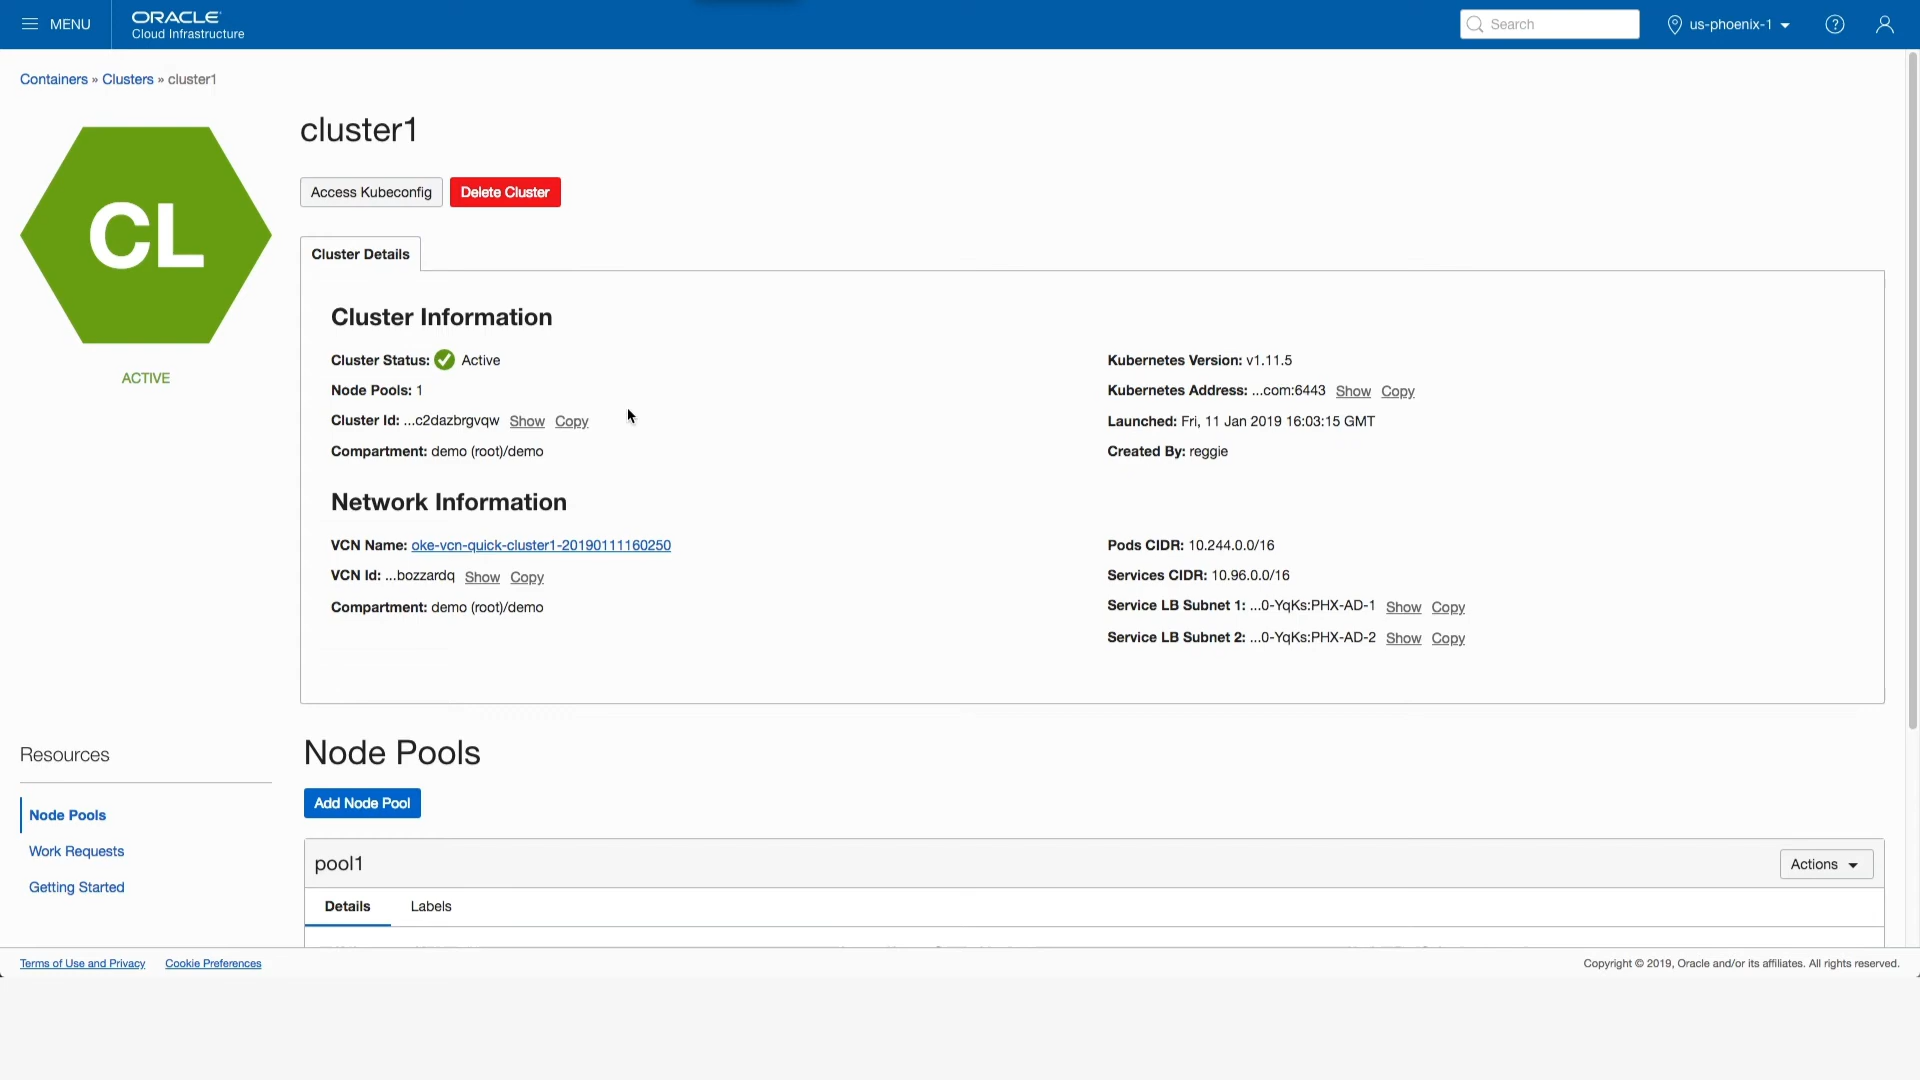 MENU
ORACLE
Cloud Infrastructure
Search
us-phoenix-1
Containers » Clusters » cluster1
CL
ACTIVE
cluster1
Access Kubeconfig
Delete Cluster
Cluster Details
Cluster Information
Cluster Status: Active
Node Pools: 1
Cluster Id: ...c2dazbrgvqw Show Copy
Compartment: demo (root)/demo
Kubernetes Version: v1.11.5
Kubernetes Address: ...com:6443 Show Copy
Launched: Fri, 11 Jan 2019 16:03:15 GMT
Created By: reggie
Network Information
VCN Name: oke-vcn-quick-cluster1-20190111160250
VCN Id: ...bozzardq Show Copy
Compartment: demo (root)/demo
Pods CIDR: 10.244.0.0/16
Services CIDR: 10.96.0.0/16
Service LB Subnet 1: ...0-YqKs:PHX-AD-1 Show Copy
Service LB Subnet 2: ...0-YqKs:PHX-AD-2 Show Copy
Resources
Node Pools
Work Requests
Getting Started
Node Pools
Add Node Pool
pool1
Actions
Details Labels
Terms of Use and Privacy Cookie Preferences
Copyright © 2019, Oracle and/or its affiliates. All rights reserved.